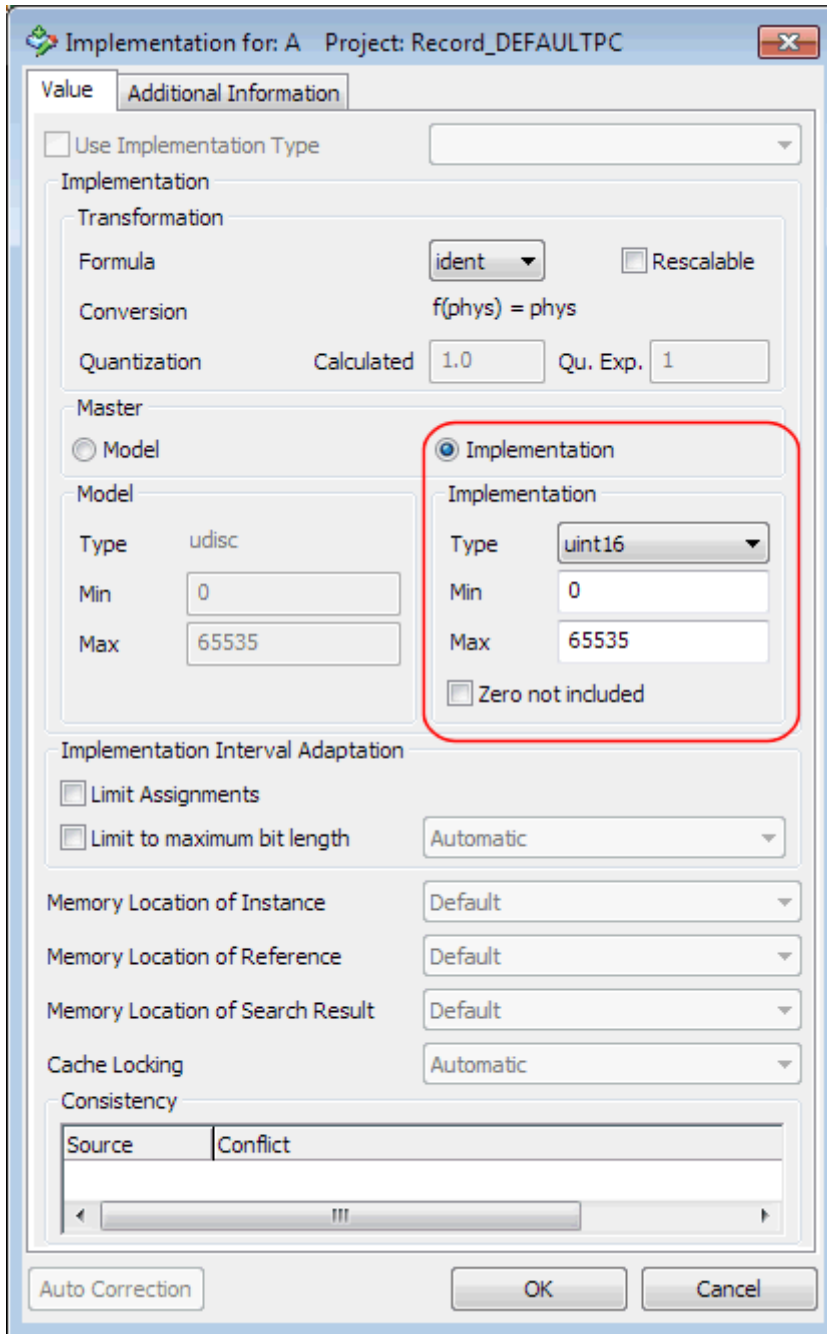 Implementation for: A Project: Record_DEFAULTPC
Value Additional Information
Use Implementation Type
Implementation
Transformation
Formula ident Rescalable
Conversion f(phys) = phys
Quantization Calculated 1.0 Qu. Exp. 1
Master
Model Implementation
Model Implementation
Type udisc Type uint16
Min 0 Min 0
Max 65535 Max 65535
Zero not included
Implementation Interval Adaptation
Limit Assignments
Limit to maximum bit length Automatic
Memory Location of Instance Default
Memory Location of Reference Default
Memory Location of Search Result Default
Cache Locking Automatic
Consistency
Source Conflict
Auto Correction OK Cancel